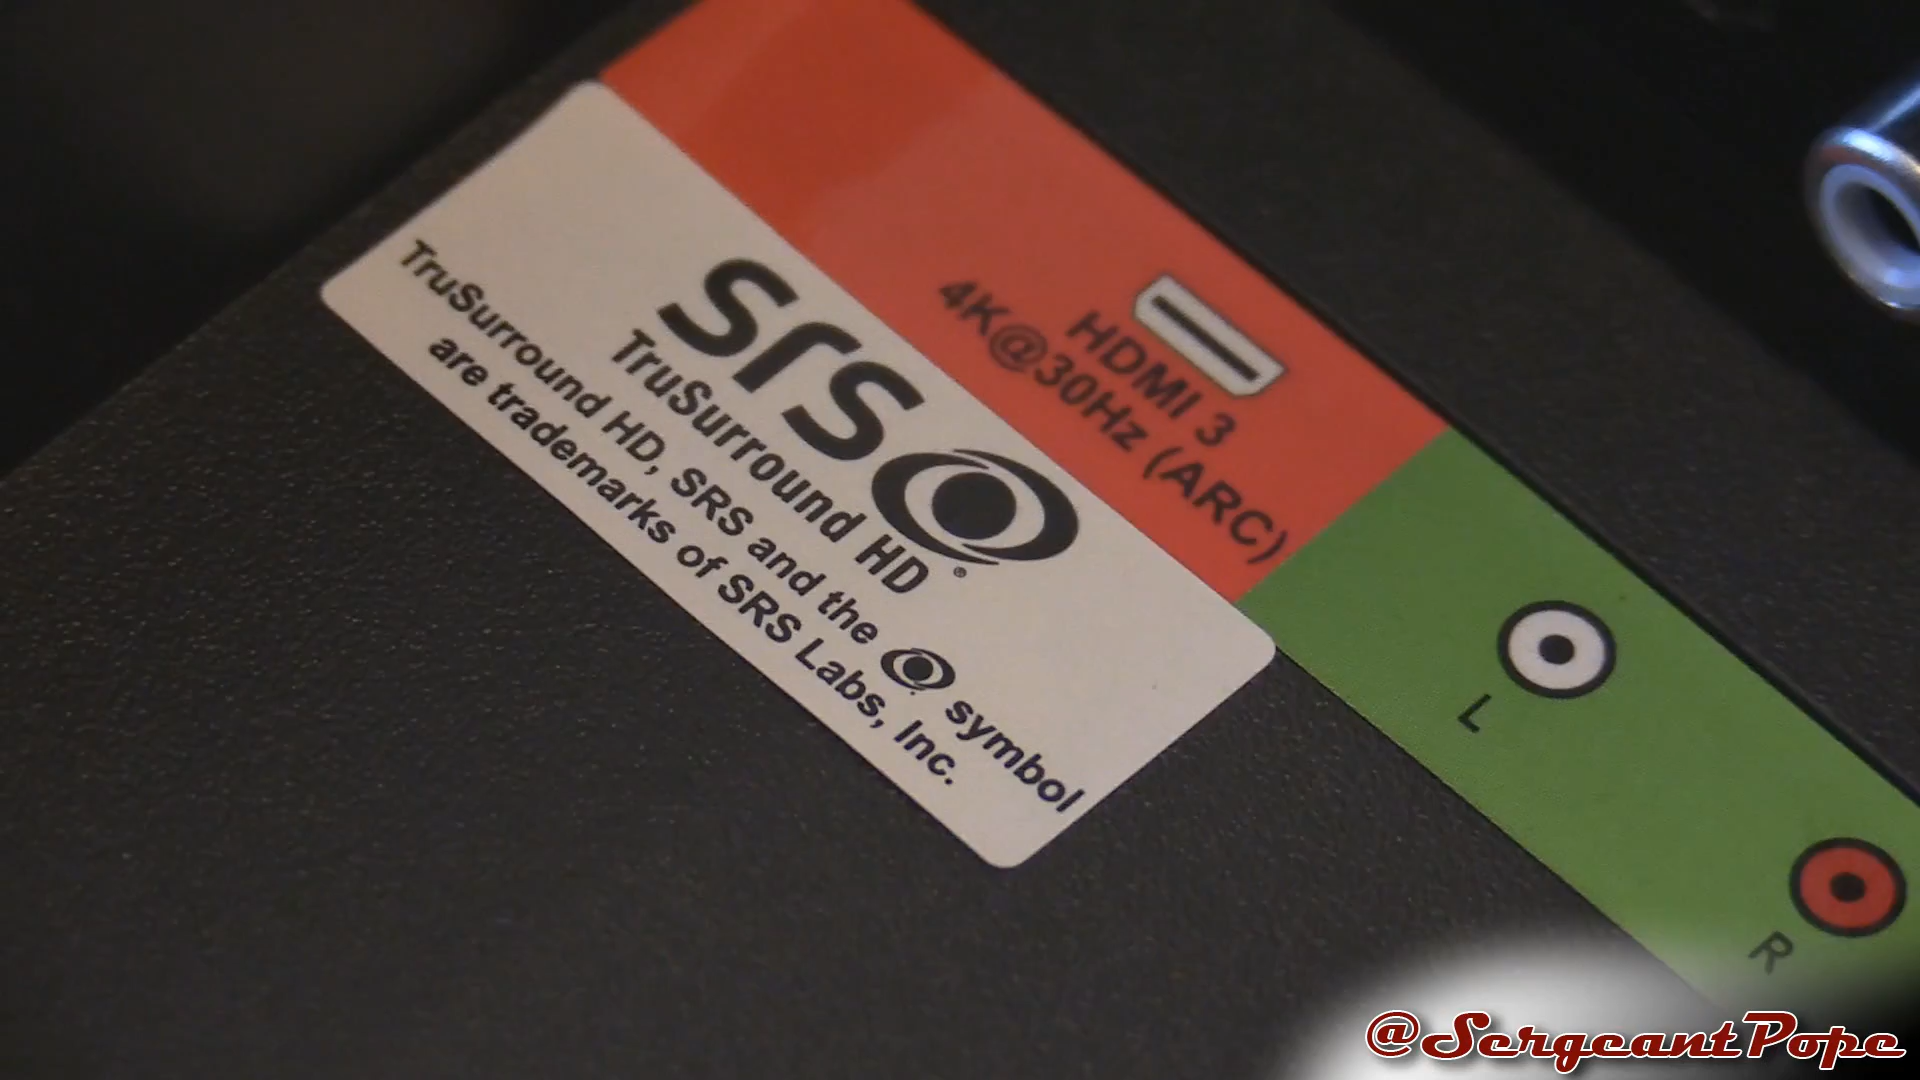 HDMI 3
4K@30Hz (ARC)
SRS
TruSurround HD
®
TruSurround HD, SRS and the symbol
are trademarks of SRS Labs, Inc.
L
R
@SergeantPope